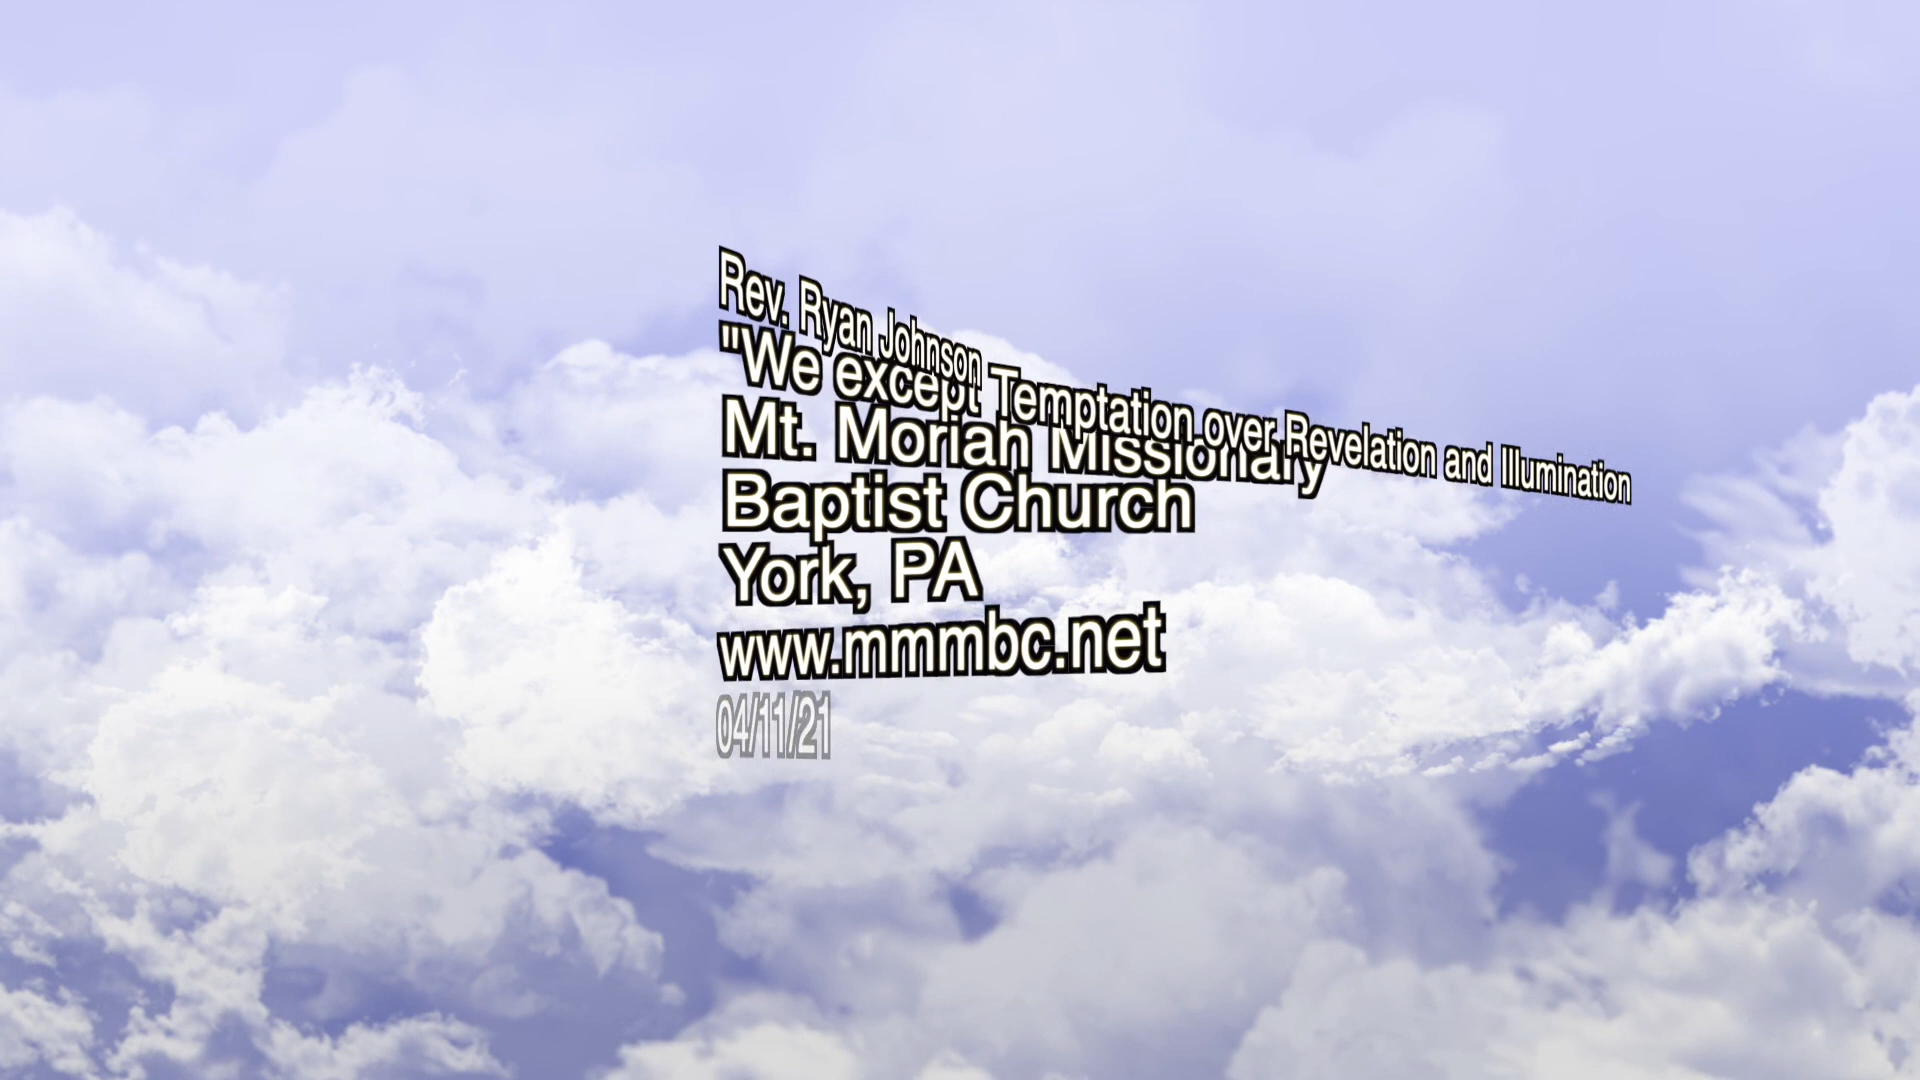 Rev. Ryan Johnson
"We except Temptation over Revelation and Illumination
Mt. Moriah Missionary
Baptist Church
York, PA
www.mmmbc.net
04/11/21